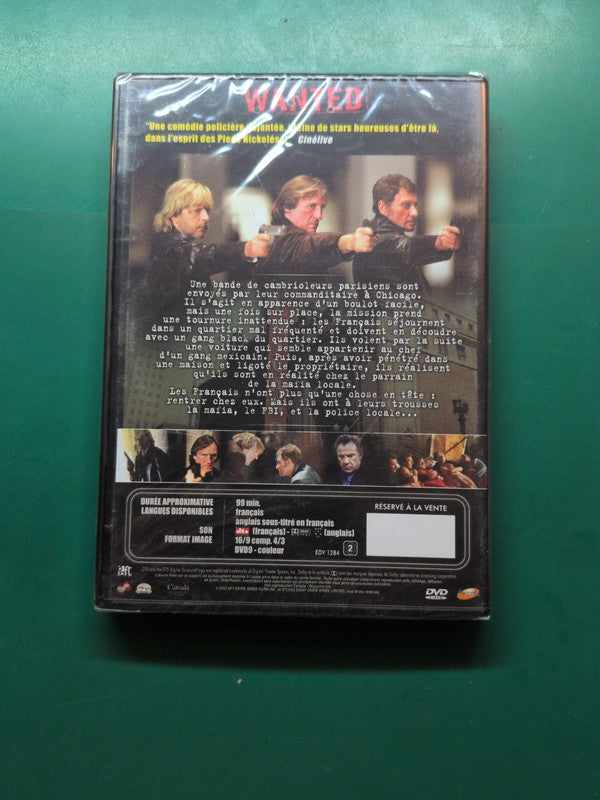 WANTED
"Une comédie policière jantée, ine de stars heureuses d'être là,
dans l'esprit des Pieds Nickelés Cinélive
Une bande de cambrioleurs parisiens sont
envoyés par leur commanditaire à Chicago.
Il s'agit en apparence d'un boulot facile,
mais une fois sur place, la mission prend
une tournure inattendue : les Français séjournent
dans un quartier mal fréquenté et doivent en découdre
avec un gang black du quartier. Ils volent par la suite
une voiture qui semble appartenir au chef
d'un gang mexicain. Puis, après avoir pénétré dans
une maison et ligoté le propriétaire, ils réalisent
qu'ils sont en réalité chez le parrain
de la mafia locale.
Les Français n'ont plus qu'une chose en tête :
rentrer chez eux. Mais ils ont à leurs trousses
la mafia, le FBI, et la police locale...
DURÉE APPROXIMATIVE 99 min.
LANGUES DISPONIBLES français
anglais sous-titré en français
SON dts (français) - (anglais)
FORMAT IMAGE 16/9 comp. 4/3
DVD9 - couleur
EDV 1284
2
RÉSERVÉ À LA VENTE
Canada
DVD
VIDEO